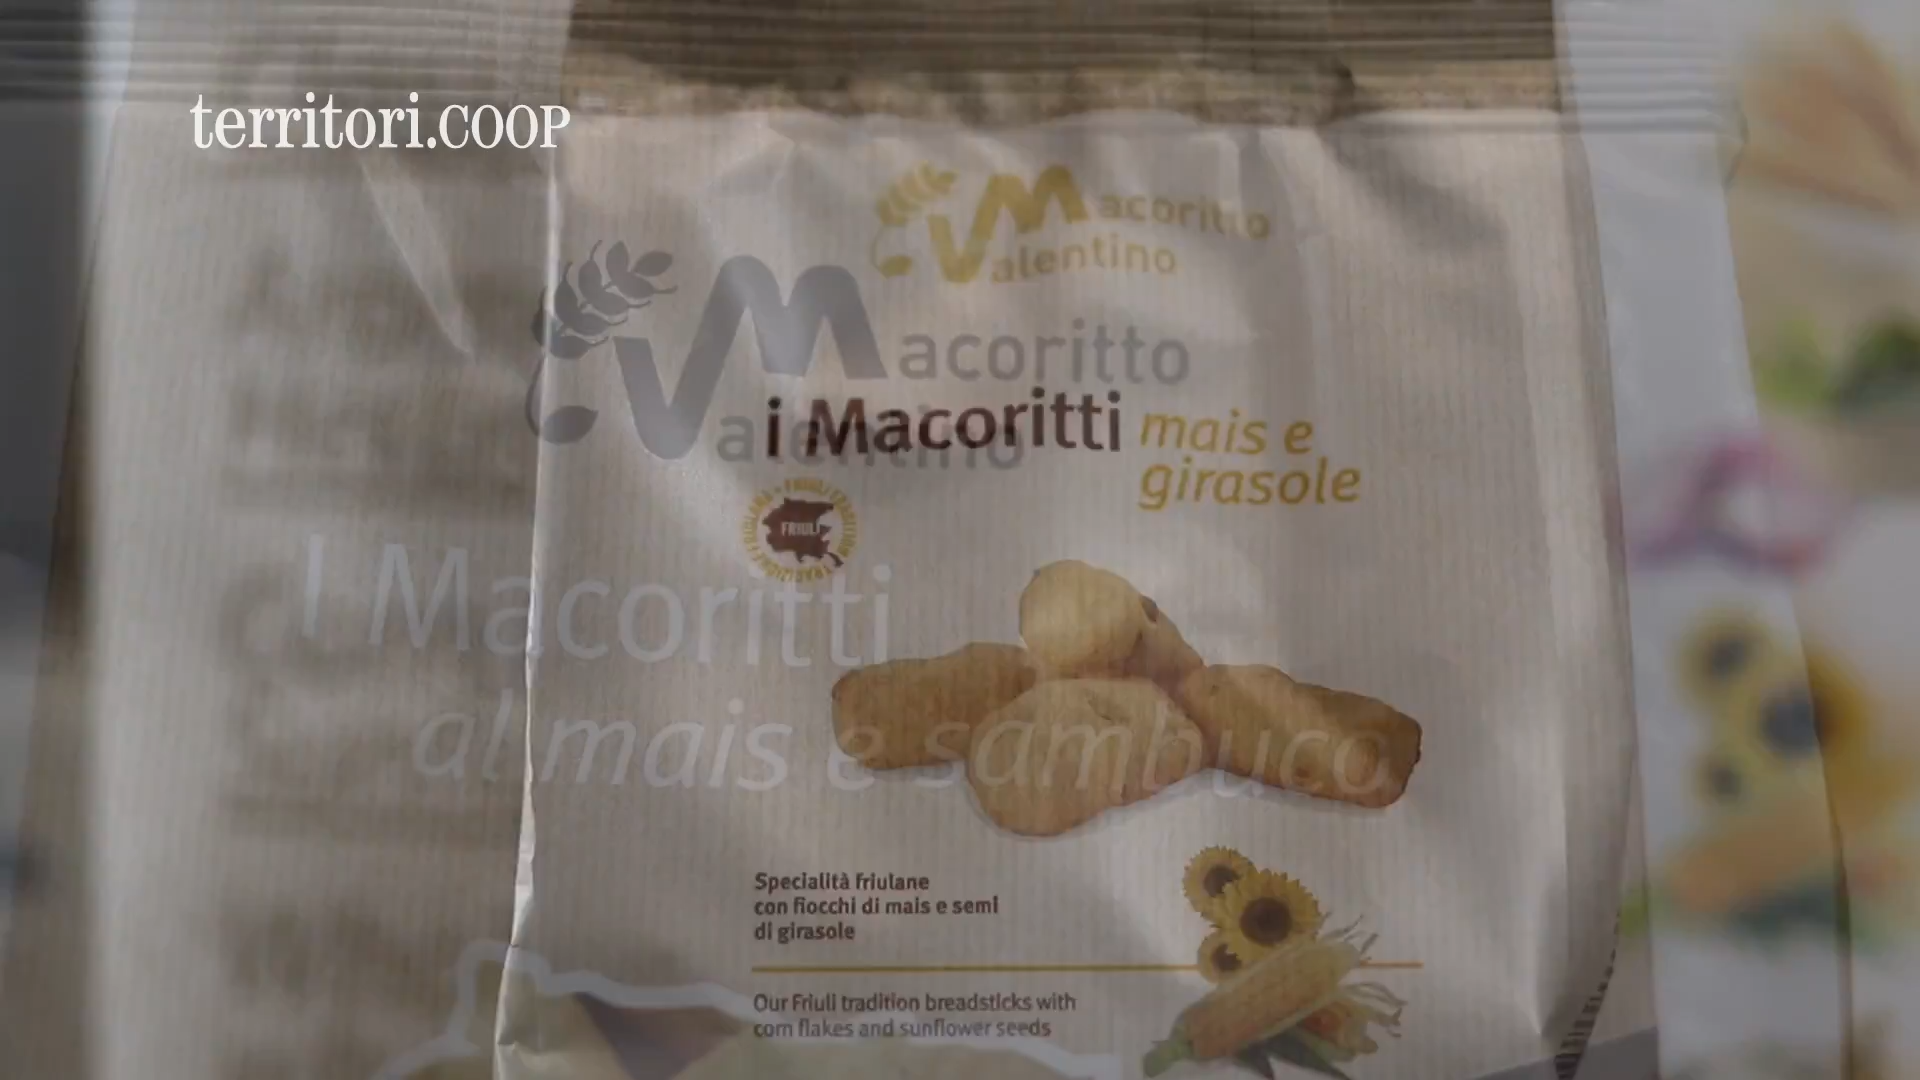 territori.COOP
Macoritto
Valentino
Macoritto
Valentino
i Macoritti mais e
girasole
FRIULI
I Macoritti
al mais e sambuco
Specialità friulane
con fiocchi di mais e semi
di girasole
Our Friuli tradition breadsticks with
corn flakes and sunflower seeds